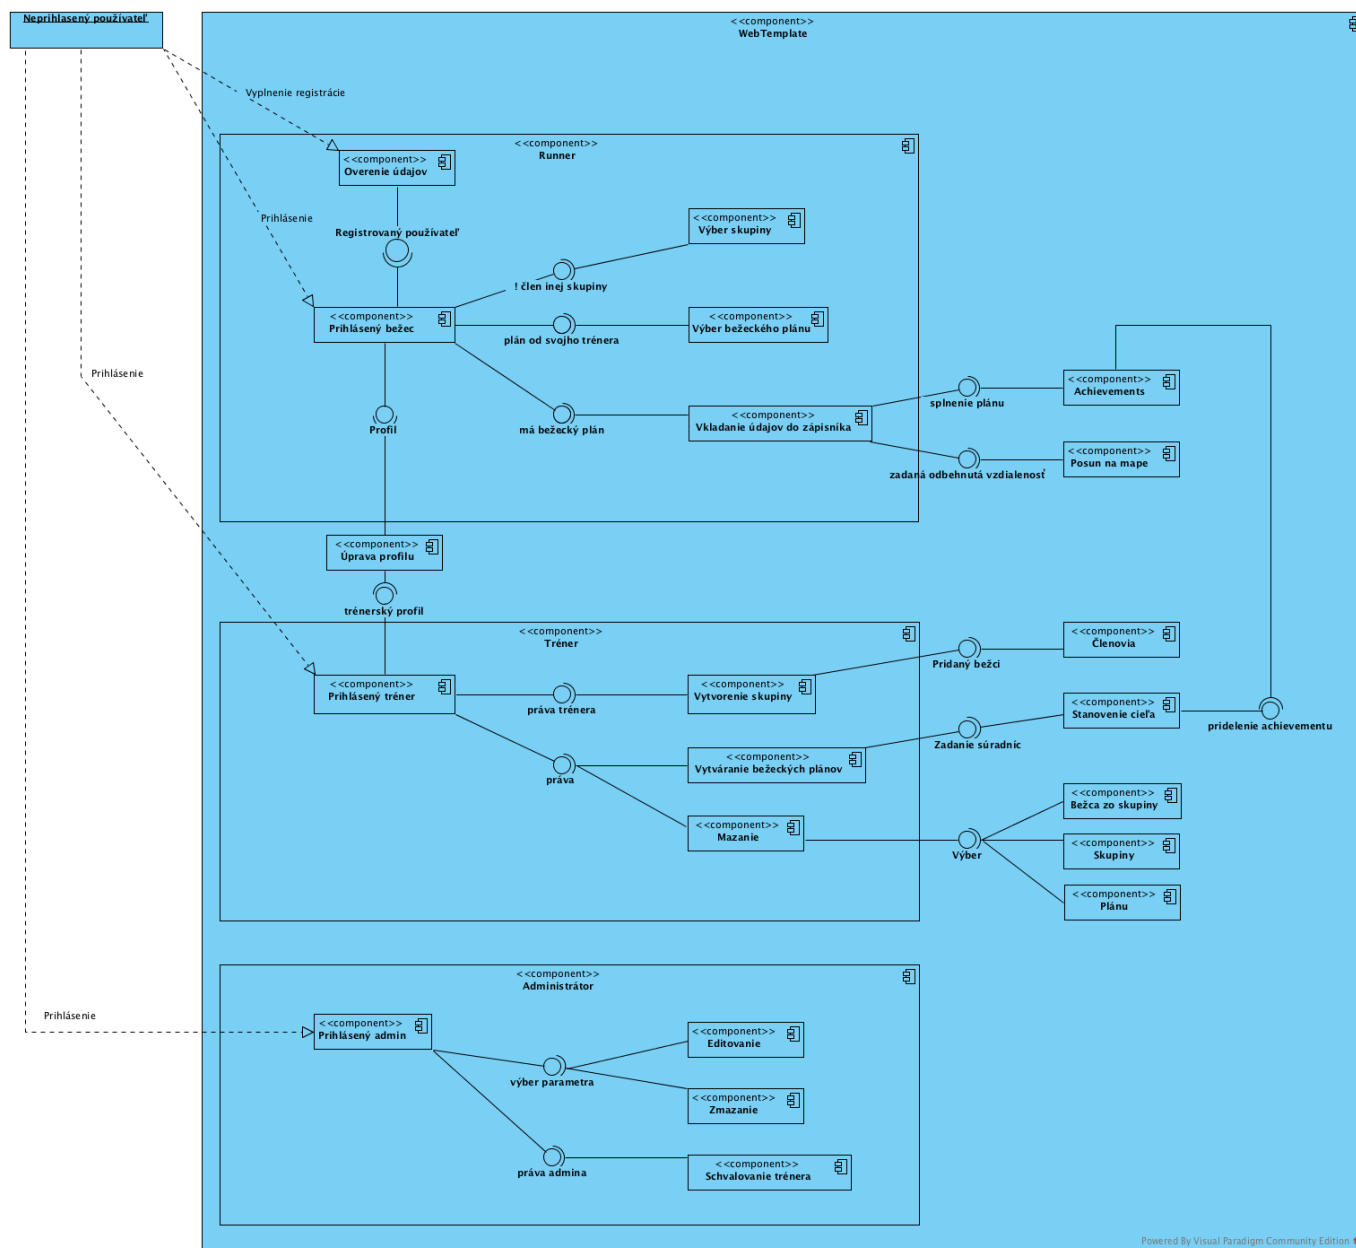 Neprihlasený používateľ
<<component>>
WebTemplate
Vyplnenie registrácie
<<component>>
Runner
<<component>>
Overenie údajov
Prihlásenie
Registrovaný používateľ
<<component>>
Výber skupiny
! člen inej skupiny
<<component>>
Prihlásený bežec
<<component>>
Výber bežeckého plánu
plán od svojho trénera
Prihlásenie
<<component>>
Achievements
splnenie plánu
<<component>>
Vkladanie údajov do zápisníka
Profil
má bežecký plán
<<component>>
Posun na mape
zadaná odbehnutá vzdialenosť
<<component>>
Úprava profilu
trénerský profil
<<component>>
Tréner
<<component>>
Členovia
Pridaný bežci
<<component>>
Prihlásený tréner
<<component>>
Vytvorenie skupiny
práva trénera
<<component>>
Stanovenie cieľa
pridelenie achievementu
Zadanie súradníc
<<component>>
Vytváranie bežeckých plánov
práva
<<component>>
Bežca zo skupiny
<<component>>
Mazanie
Výber
<<component>>
Skupiny
<<component>>
Plánu
<<component>>
Administrátor
Prihlásenie
<<component>>
Prihlásený admin
<<component>>
Editovanie
výber parametra
<<component>>
Zmazanie
práva admina
<<component>>
Schvalovanie trénera
Powered By Visual Paradigm Community Edition